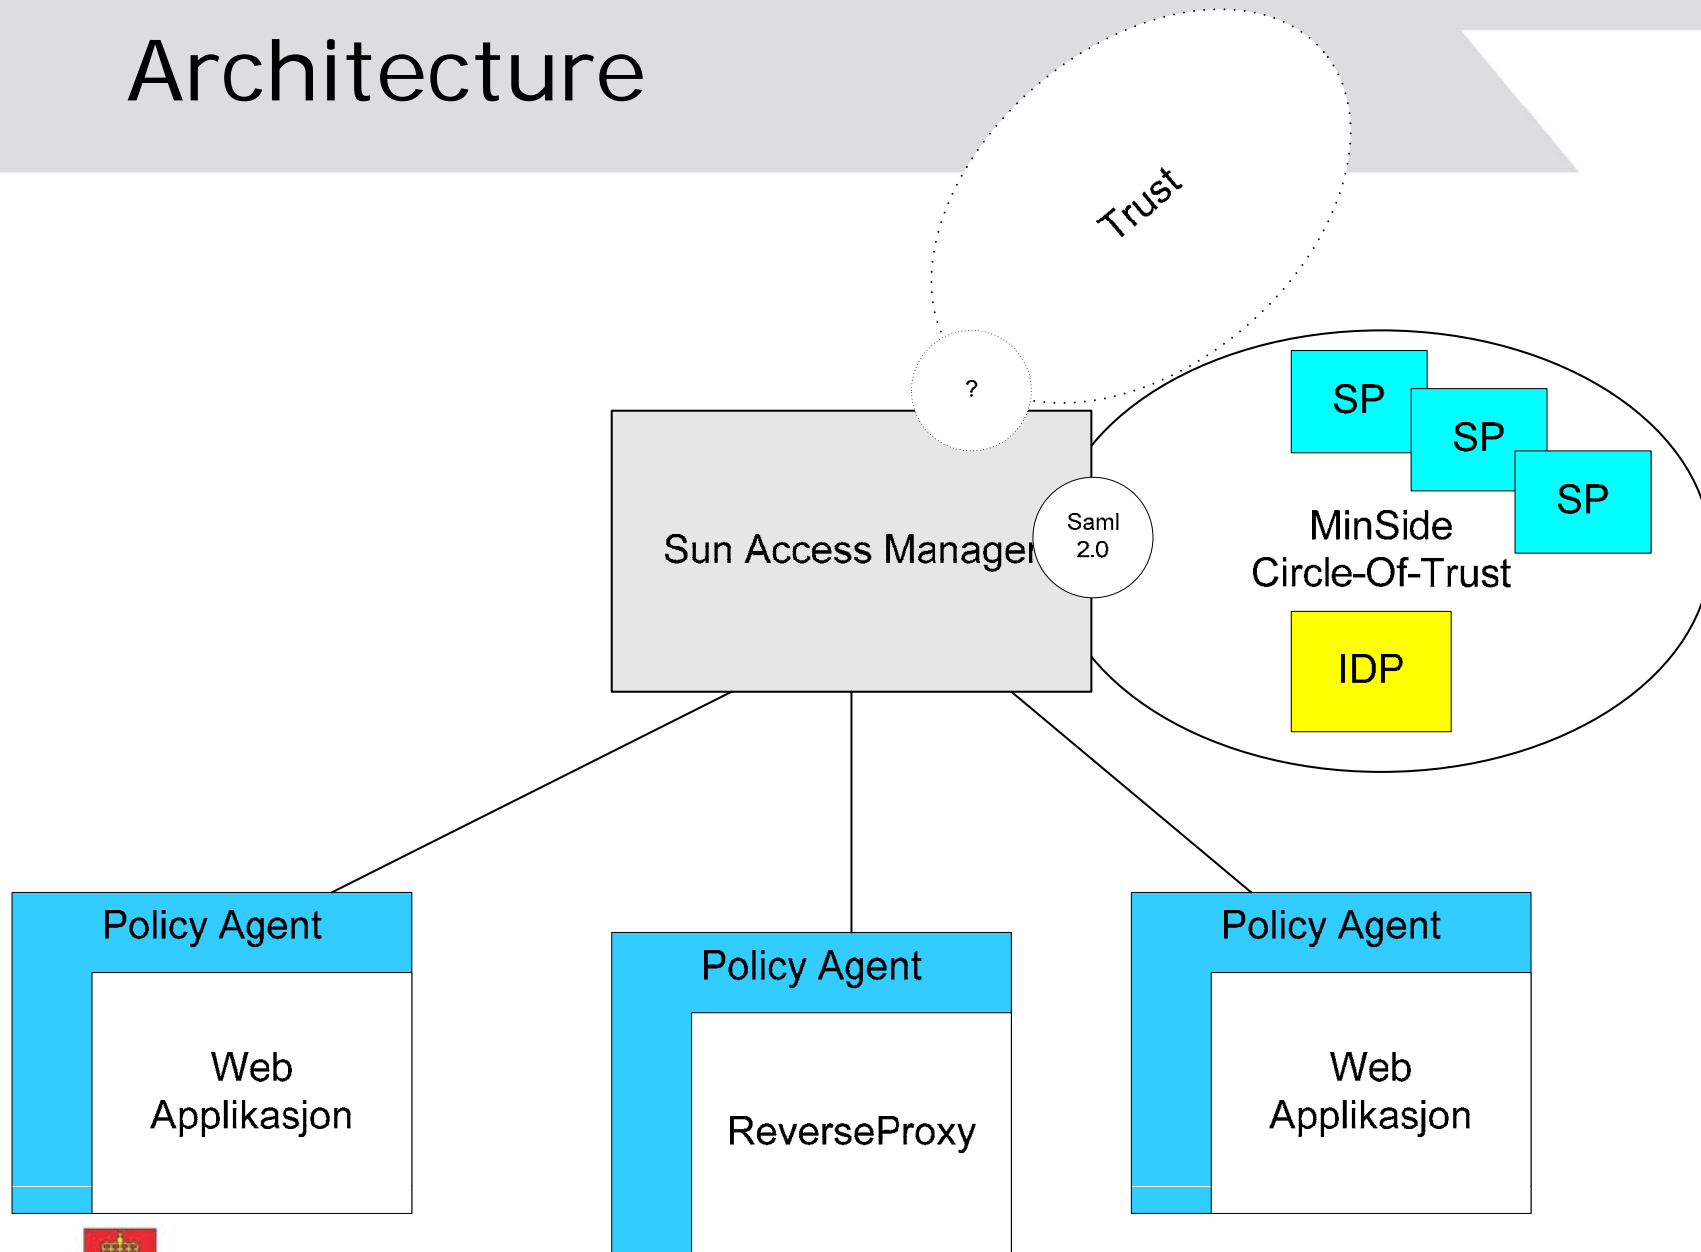 Architecture
Trust
?
SP
SP
SP
Saml
2.0
MinSide
Circle-Of-Trust
Sun Access Manager
IDP
Policy Agent
Web
Applikasjon
Policy Agent
ReverseProxy
Policy Agent
Web
Applikasjon